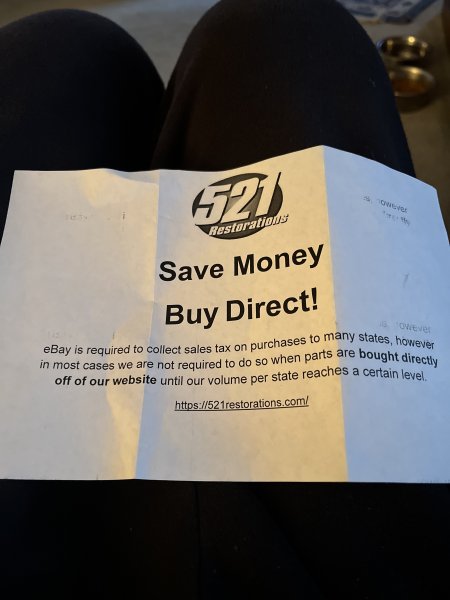 521
Restorations
Save Money
Buy Direct!
eBay is required to collect sales tax on purchases to many states, however
in most cases we are not required to do so when parts are bought directly
off of our website until our volume per state reaches a certain level.
https://521restorations.com/
owever
owever